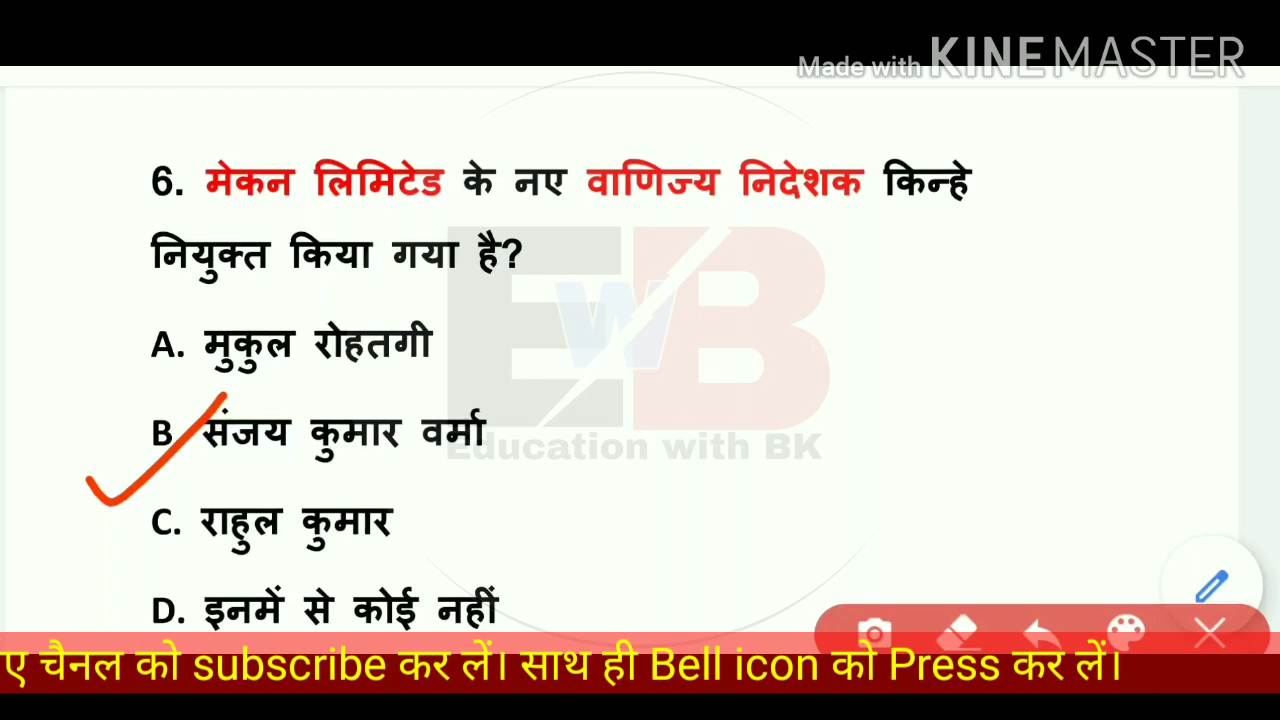 Made with KINEMASTER
6. मेकन लिमिटेड के नए वाणिज्य निदेशक किन्हे
नियुक्त किया गया है?
A. मुकुल रोहतगी
B. संजय कुमार वर्मा
C. राहुल कुमार
D. इनमें से कोई नहीं
EWB
Education with BK
ए चैनल को subscribe कर लें। साथ ही Bell icon को Press कर लें।